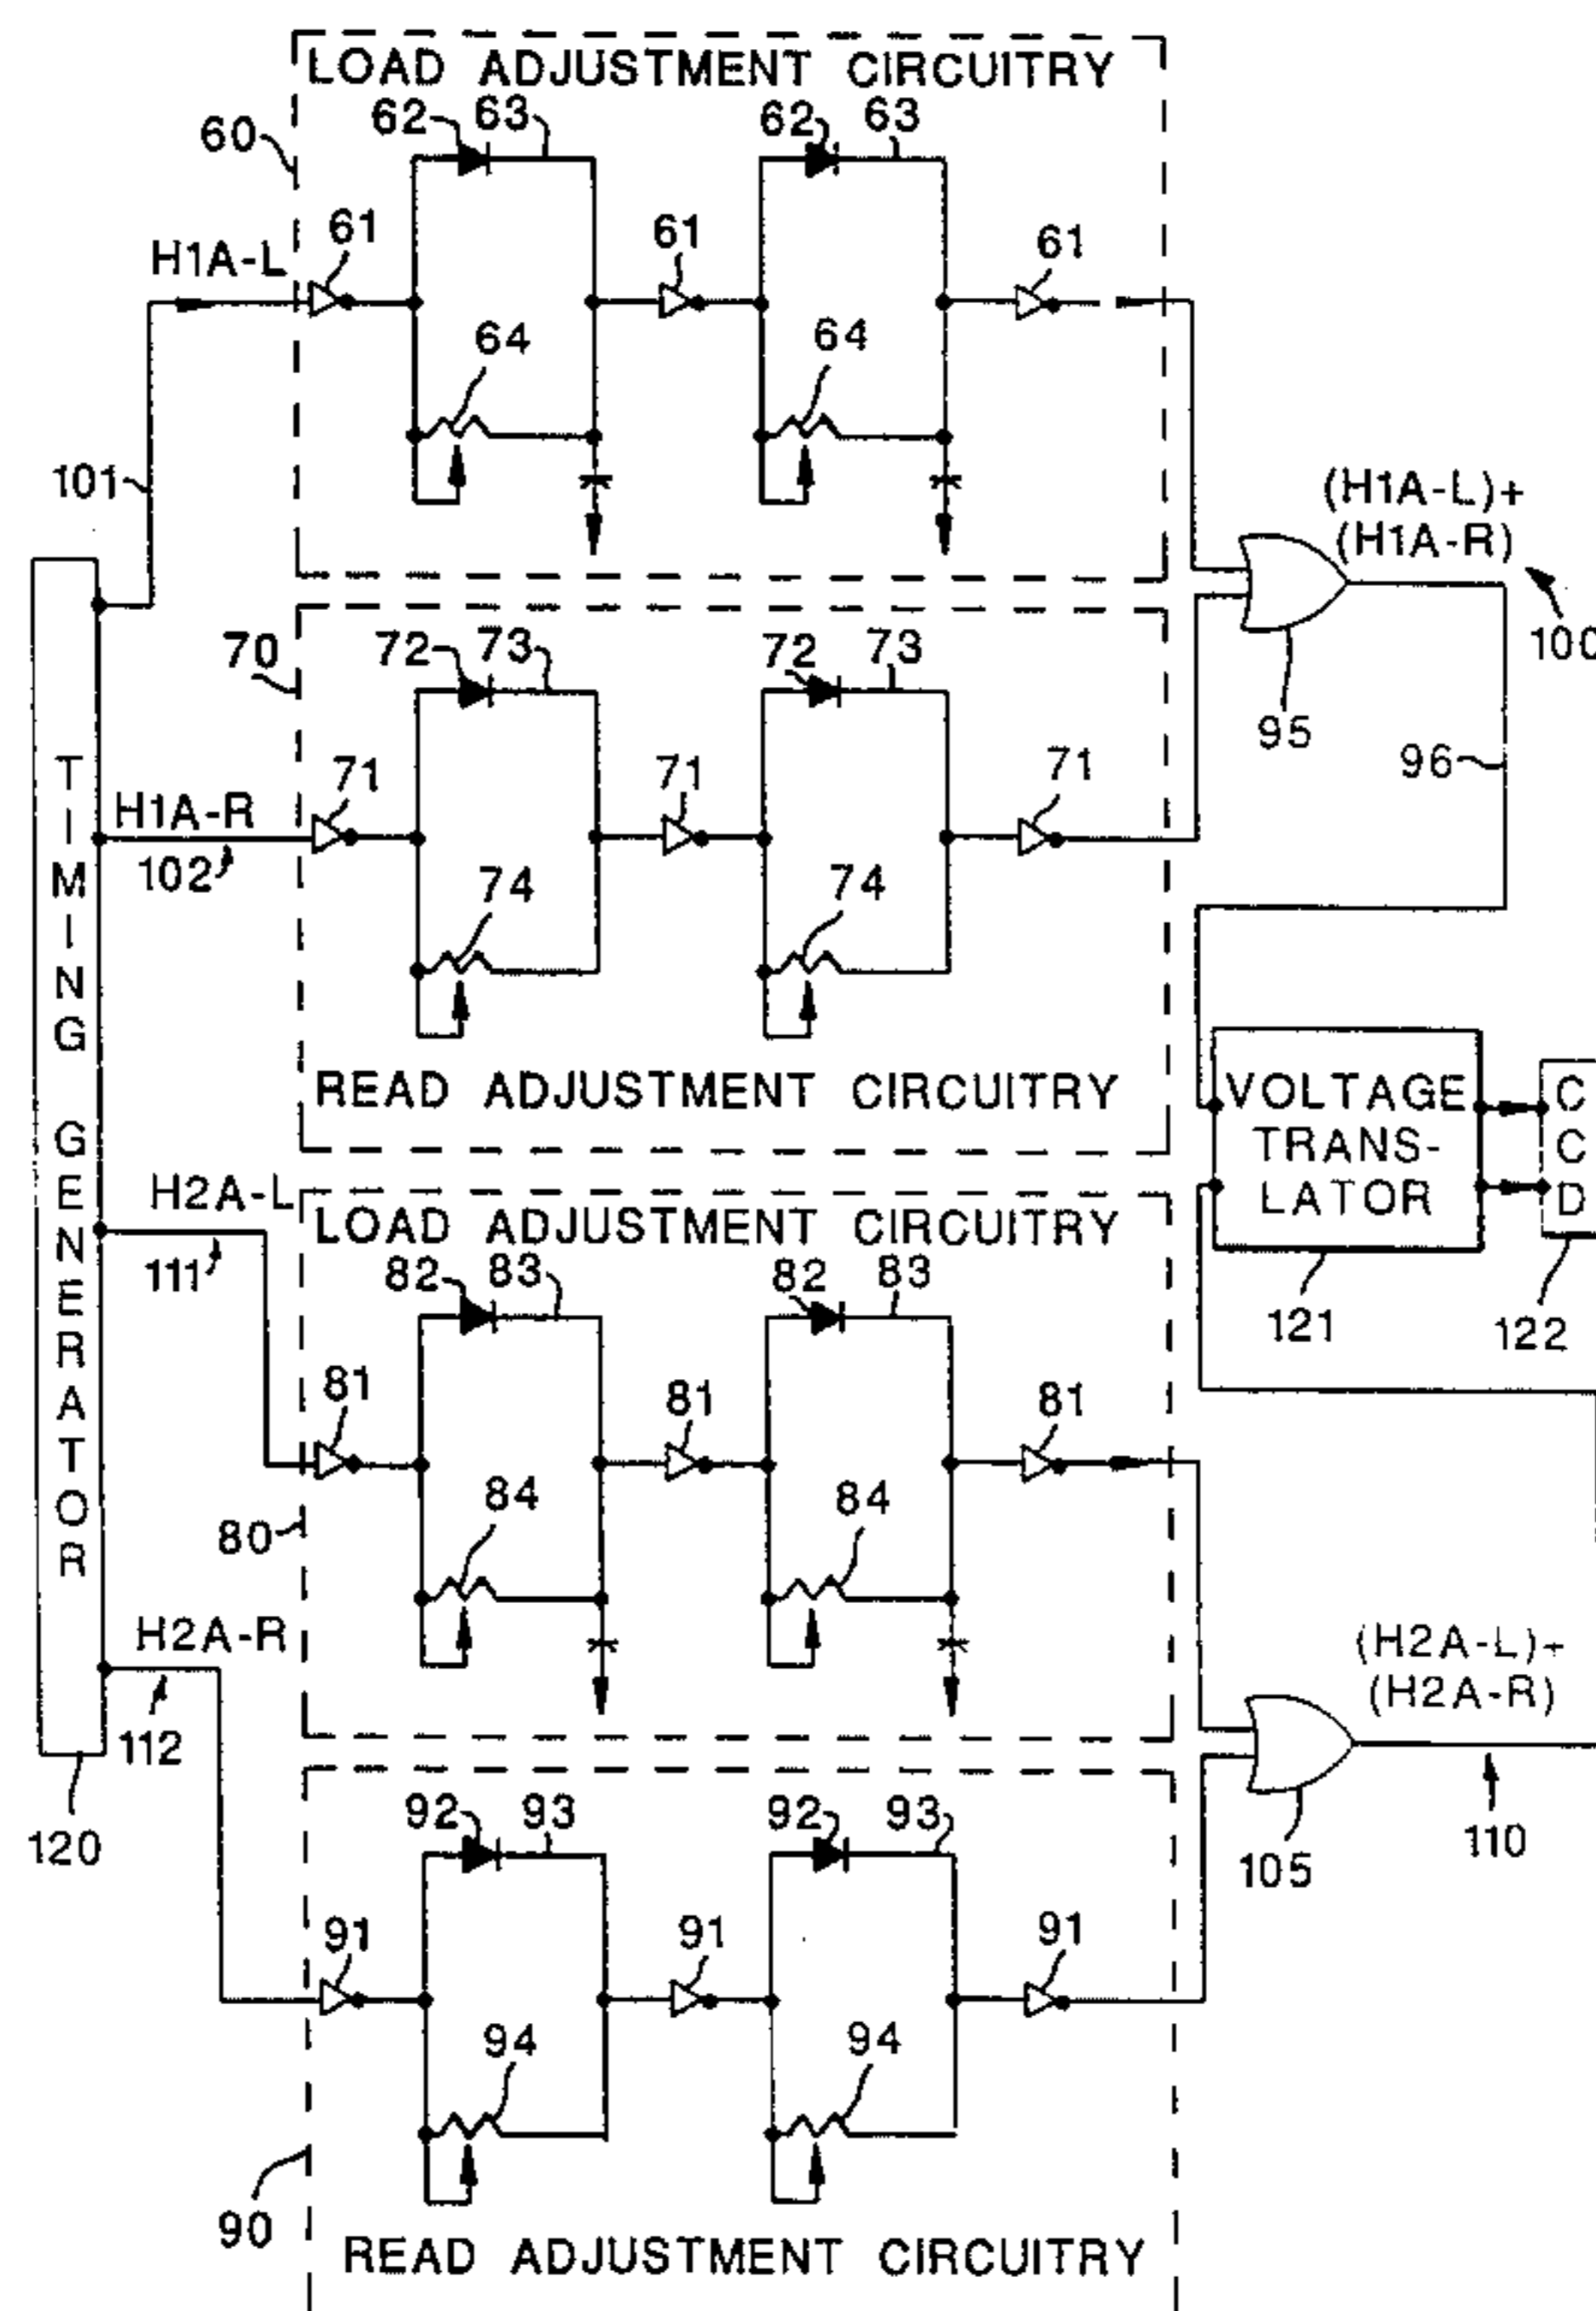 LOAD ADJUSTMENT CIRCUITRY
62 63 62 63
60
H1A-L 61 61 61
64 64
101
(H1A-L)+
(H1A-R)
100
95
96
70 72 73 72 73
H1A-R 71 71 71
102
74 74
READ ADJUSTMENT CIRCUITRY
TIMING GENERATOR
VOLTAGE
TRANS-
LATOR
CCD
121 122
H2A-L
LOAD ADJUSTMENT CIRCUITRY
111 82 83 82 83
81 81 81
84 84
80
H2A-R
112
120
(H2A-L)+
(H2A-R)
105 110
92 93 92 93
91 91 91
94 94
90
READ ADJUSTMENT CIRCUITRY